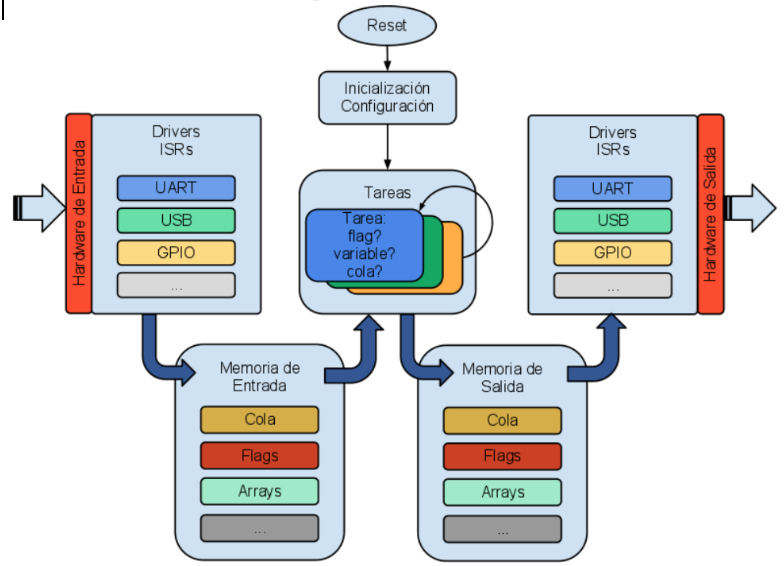 Reset
Inicialización
Configuración
Hardware de Entrada
Drivers
ISRs
UART
USB
GPIO
...
Tareas
Tarea:
flag?
variable?
cola?
Drivers
ISRs
UART
USB
GPIO
...
Hardware de Salida
Memoria de
Entrada
Cola
Flags
Arrays
...
Memoria de
Salida
Cola
Flags
Arrays
...